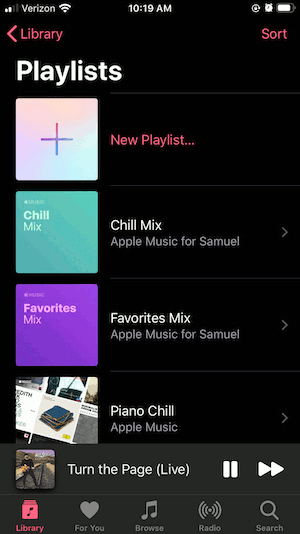 Verizon 10:19 AM
Library Sort
Playlists
New Playlist...
MUSIC
Chill
Mix
Chill Mix
Apple Music for Samuel
MUSIC
Favorites
Mix
Favorites Mix
Apple Music for Samuel
Piano Chill
Apple Music
Turn the Page (Live)
Library For You Browse Radio Search